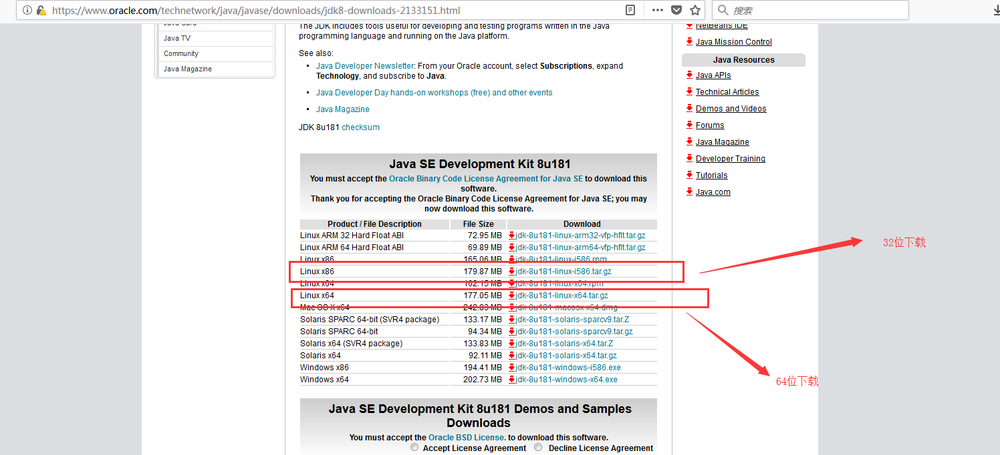 https://www.oracle.com/technetwork/java/javase/downloads/jdk8-downloads-2133151.html
搜索
Java Card
Java TV
Community
Java Magazine
The JDK includes tools useful for developing and testing programs written in the Java
programming language and running on the Java platform.
See also:
Java Developer Newsletter: From your Oracle account, select Subscriptions, expand
Technology, and subscribe to Java.
Java Developer Day hands-on workshops (free) and other events
Java Magazine
JDK 8u181 checksum
Java SE Development Kit 8u181
You must accept the Oracle Binary Code License Agreement for Java SE to download this
software.
Thank you for accepting the Oracle Binary Code License Agreement for Java SE; you may
now download this software.
Product / File Description File Size Download
Linux ARM 32 Hard Float ABI 72.95 MB jdk-8u181-linux-arm32-vfp-hflt.tar.gz
Linux ARM 64 Hard Float ABI 69.89 MB jdk-8u181-linux-arm64-vfp-hflt.tar.gz
Linux x86 165.06 MB jdk-8u181-linux-i586.rpm
Linux x86 179.87 MB jdk-8u181-linux-i586.tar.gz
Linux x64 162.15 MB jdk-8u181-linux-x64.rpm
Linux x64 177.05 MB jdk-8u181-linux-x64.tar.gz
Mac OS X x64 242.83 MB jdk-8u181-macosx-x64.dmg
Solaris SPARC 64-bit (SVR4 package) 133.17 MB jdk-8u181-solaris-sparcv9.tar.Z
Solaris SPARC 64-bit 94.34 MB jdk-8u181-solaris-sparcv9.tar.gz
Solaris x64 (SVR4 package) 133.83 MB jdk-8u181-solaris-x64.tar.Z
Solaris x64 92.11 MB jdk-8u181-solaris-x64.tar.gz
Windows x86 194.41 MB jdk-8u181-windows-i586.exe
Windows x64 202.73 MB jdk-8u181-windows-x64.exe
Java SE Development Kit 8u181 Demos and Samples
Downloads
You must accept the Oracle BSD License. to download this software.
Accept License Agreement Decline License Agreement
NetBeans IDE
Java Mission Control
Java Resources
Java APIs
Technical Articles
Demos and Videos
Forums
Java Magazine
Developer Training
Tutorials
Java.com
32位下载
64位下载